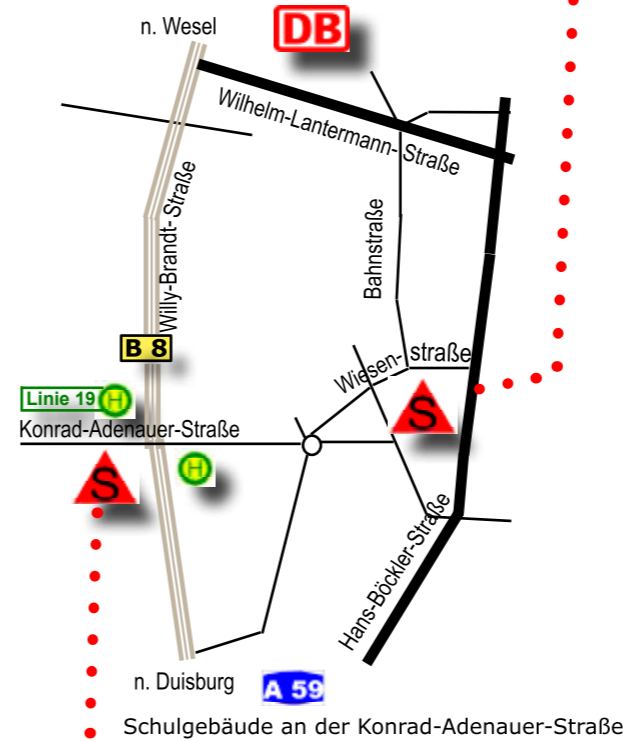 n. Wesel
DB
Wilhelm-Lantermann- Straße
Willy-Brandt- Straße
Bahnstraße
B 8
Wiesen- straße
Linie 19 H
S
Konrad-Adenauer-Straße
H
S
Hans-Böckler-Straße
n. Duisburg
A 59
Schulgebäude an der Konrad-Adenauer-Straße